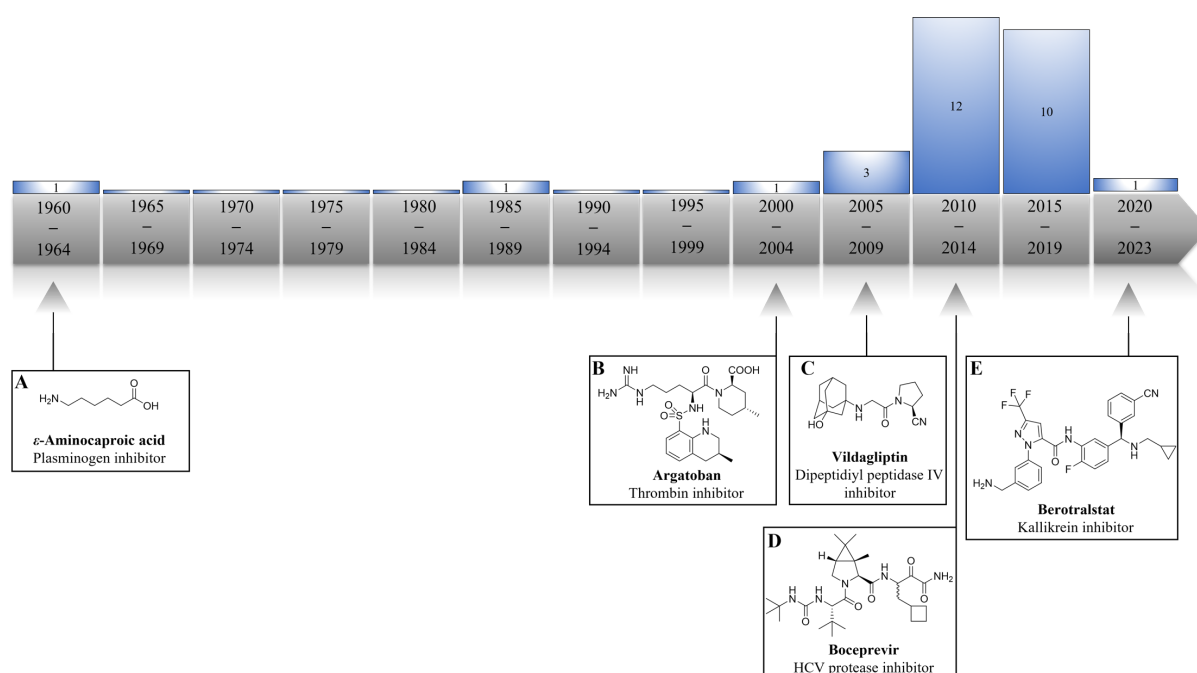 12
10
3
1
1
1
1
1960
–
1964
1965
–
1969
1970
–
1974
1975
–
1979
1980
–
1984
1985
–
1989
1990
–
1994
1995
–
1999
2000
–
2004
2005
–
2009
2010
–
2014
2015
–
2019
2020
–
2023
A
H2N
O
OH
ε-Aminocaproic acid
Plasminogen inhibitor
B
NH
H2N
N
H
O
COOH
N
O
S
O
NH
H
N
Argatoban
Thrombin inhibitor
C
OH
H
N
O
N
CN
Vildagliptin
Dipeptidiyl peptidase IV
inhibitor
D
H
H
N
O
NH2
N
O
O
O
H
N
H
N
O
Boceprevir
HCV protease inhibitor
E
F
F
F
N
N
O
H
N
F
CN
N
H
H2N
Berotralstat
Kallikrein inhibitor